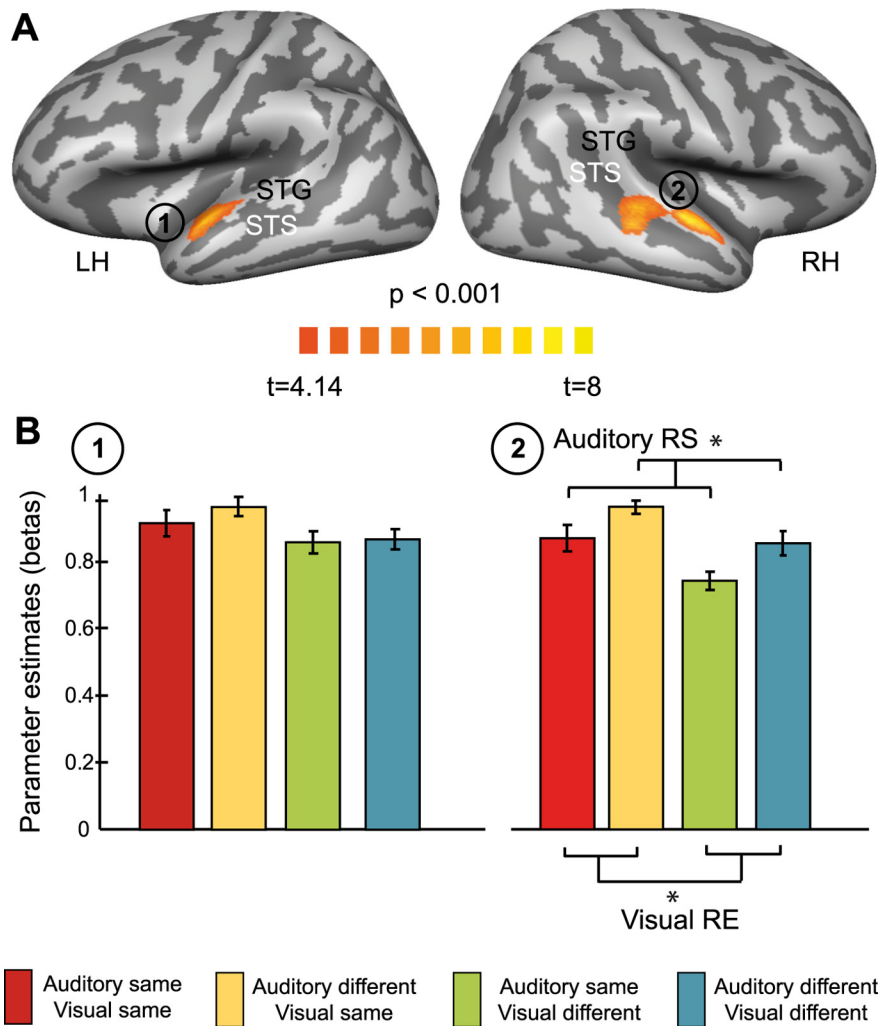 A
STG
STS
1
LH
STG
STS
2
RH
p < 0.001
t=4.14
t=8
B
1
2
Auditory RS *
Parameter estimates (betas)
1
0.8
0.6
0.4
0.2
0
*
Visual RE
Auditory same
Visual same
Auditory different
Visual same
Auditory same
Visual different
Auditory different
Visual different